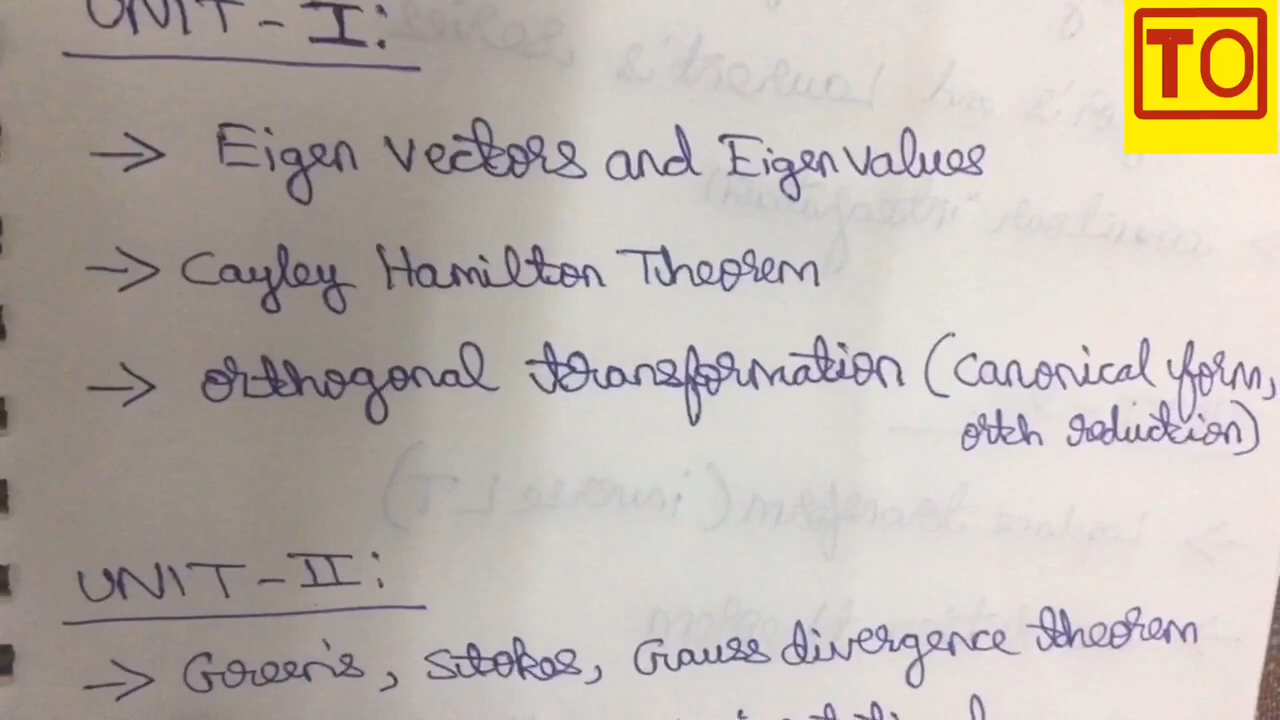 UNIT - I:
TO
→ Eigen vectors and Eigen values
→ Cayley Hamilton Theorem
→ orthogonal transformation (canonical form,
orth reduction)
UNIT - II:
→ Green's, Stokes, Gauss divergence theorem